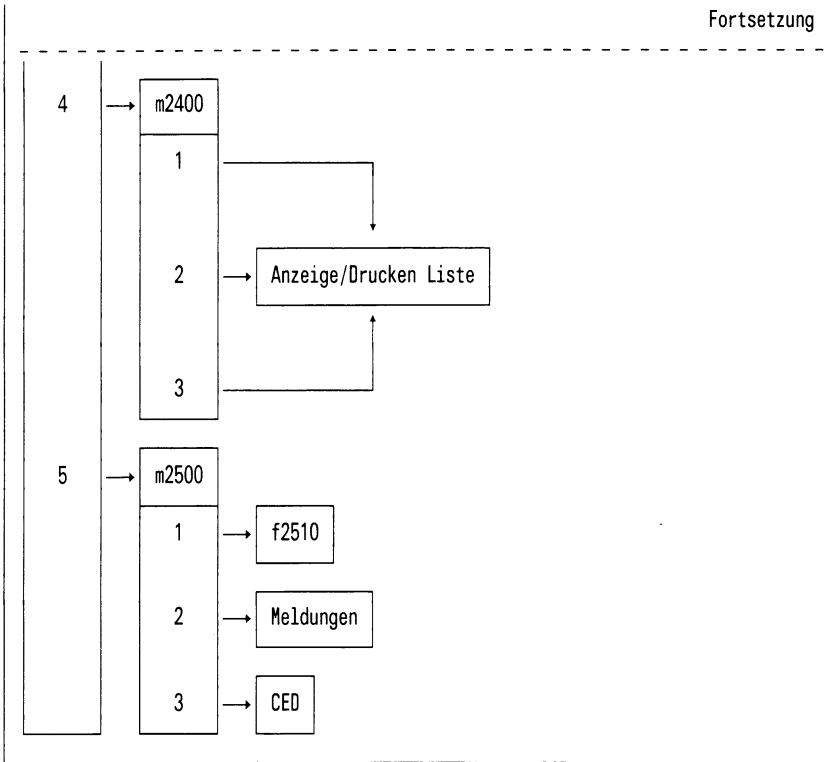 Fortsetzung
4 m2400
1
2 Anzeige/Drucken Liste
3
5 m2500
1 f2510
2 Meldungen
3 CED